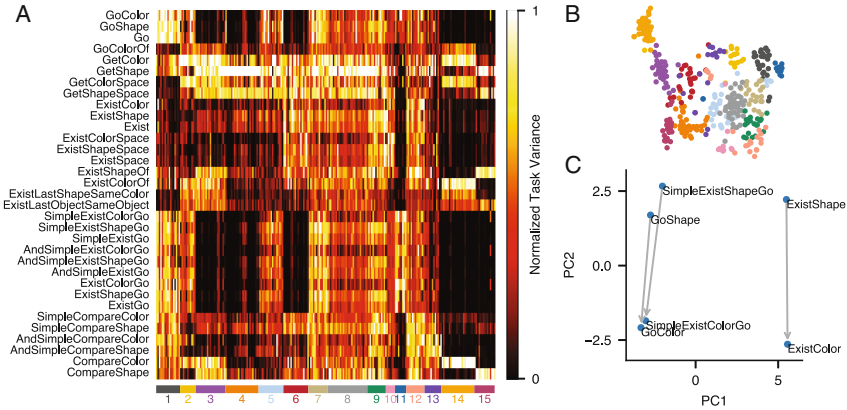 A
GoColor
GoShape
Go
GoColorOf
GetColor
GetShape
GetColorSpace
GetShapeSpace
ExistColor
ExistShape
Exist
ExistColorSpace
ExistShapeSpace
ExistSpace
ExistShapeOf
ExistColorOf
ExistLastShapeSameColor
ExistLastObjectSameObject
SimpleExistColorGo
SimpleExistShapeGo
SimpleExistGo
AndSimpleExistColorGo
AndSimpleExistShapeGo
AndSimpleExistGo
ExistColorGo
ExistShapeGo
ExistGo
SimpleCompareColor
SimpleCompareShape
AndSimpleCompareColor
AndSimpleCompareShape
CompareColor
CompareShape
1 2 3 4 5 6 7 8 9 10 11 12 13 14 15
1
Normalized Task Variance
0
B
C
2.5
0.0
−2.5
PC2
SimpleExistShapeGo
GoShape
ExistShape
SimpleExistColorGo
GoColor
ExistColor
0 5
PC1